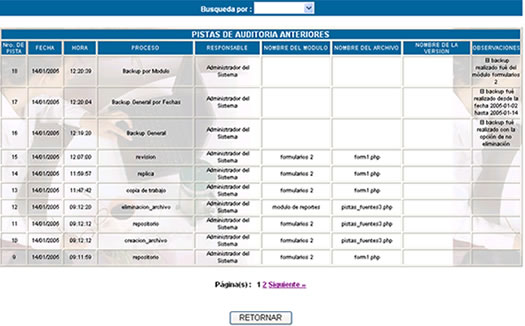 Busqueda por :
PISTAS DE AUDITORIA ANTERIORES
Nro. DE PISTA FECHA HORA PROCESO RESPONSABLE NOMBRE DEL MODULO NOMBRE DEL ARCHIVO NOMBRE DE LA VERSION OBSERVACIONES
18 14/01/2005 12:20:39 Backup por Modulo Administrador del Sistema El backup realizado fué del módulo formularios 2
17 14/01/2005 12:20:04 Backup General por Fechas Administrador del Sistema El backup fué realizado desde la fecha 2005-01-02 hasta 2005-01-14
16 14/01/2005 12:19:20 Backup General Administrador del Sistema El backup fué realizado con la opción de no eliminación
15 14/01/2005 12:07:00 revision Administrador del Sistema formularios 2 form1.php
14 14/01/2005 11:59:57 replica Administrador del Sistema formularios 2 form1.php
13 14/01/2005 11:47:42 copia de trabajo Administrador del Sistema formularios 2 form1.php
12 14/01/2005 09:12:20 eliminacion_archivo Administrador del Sistema modulo de reportes pistas_fuentes3.php
11 14/01/2005 09:12:12 repositorio Administrador del Sistema formularios 2 pistas_fuentes3.php
10 14/01/2005 09:12:12 creacion_archivo Administrador del Sistema formularios 2 pistas_fuentes3.php
9 14/01/2005 09:11:59 repositorio Administrador del Sistema formularios 2 form1.php
Página(s) : 1 2 Siguiente »
RETORNAR